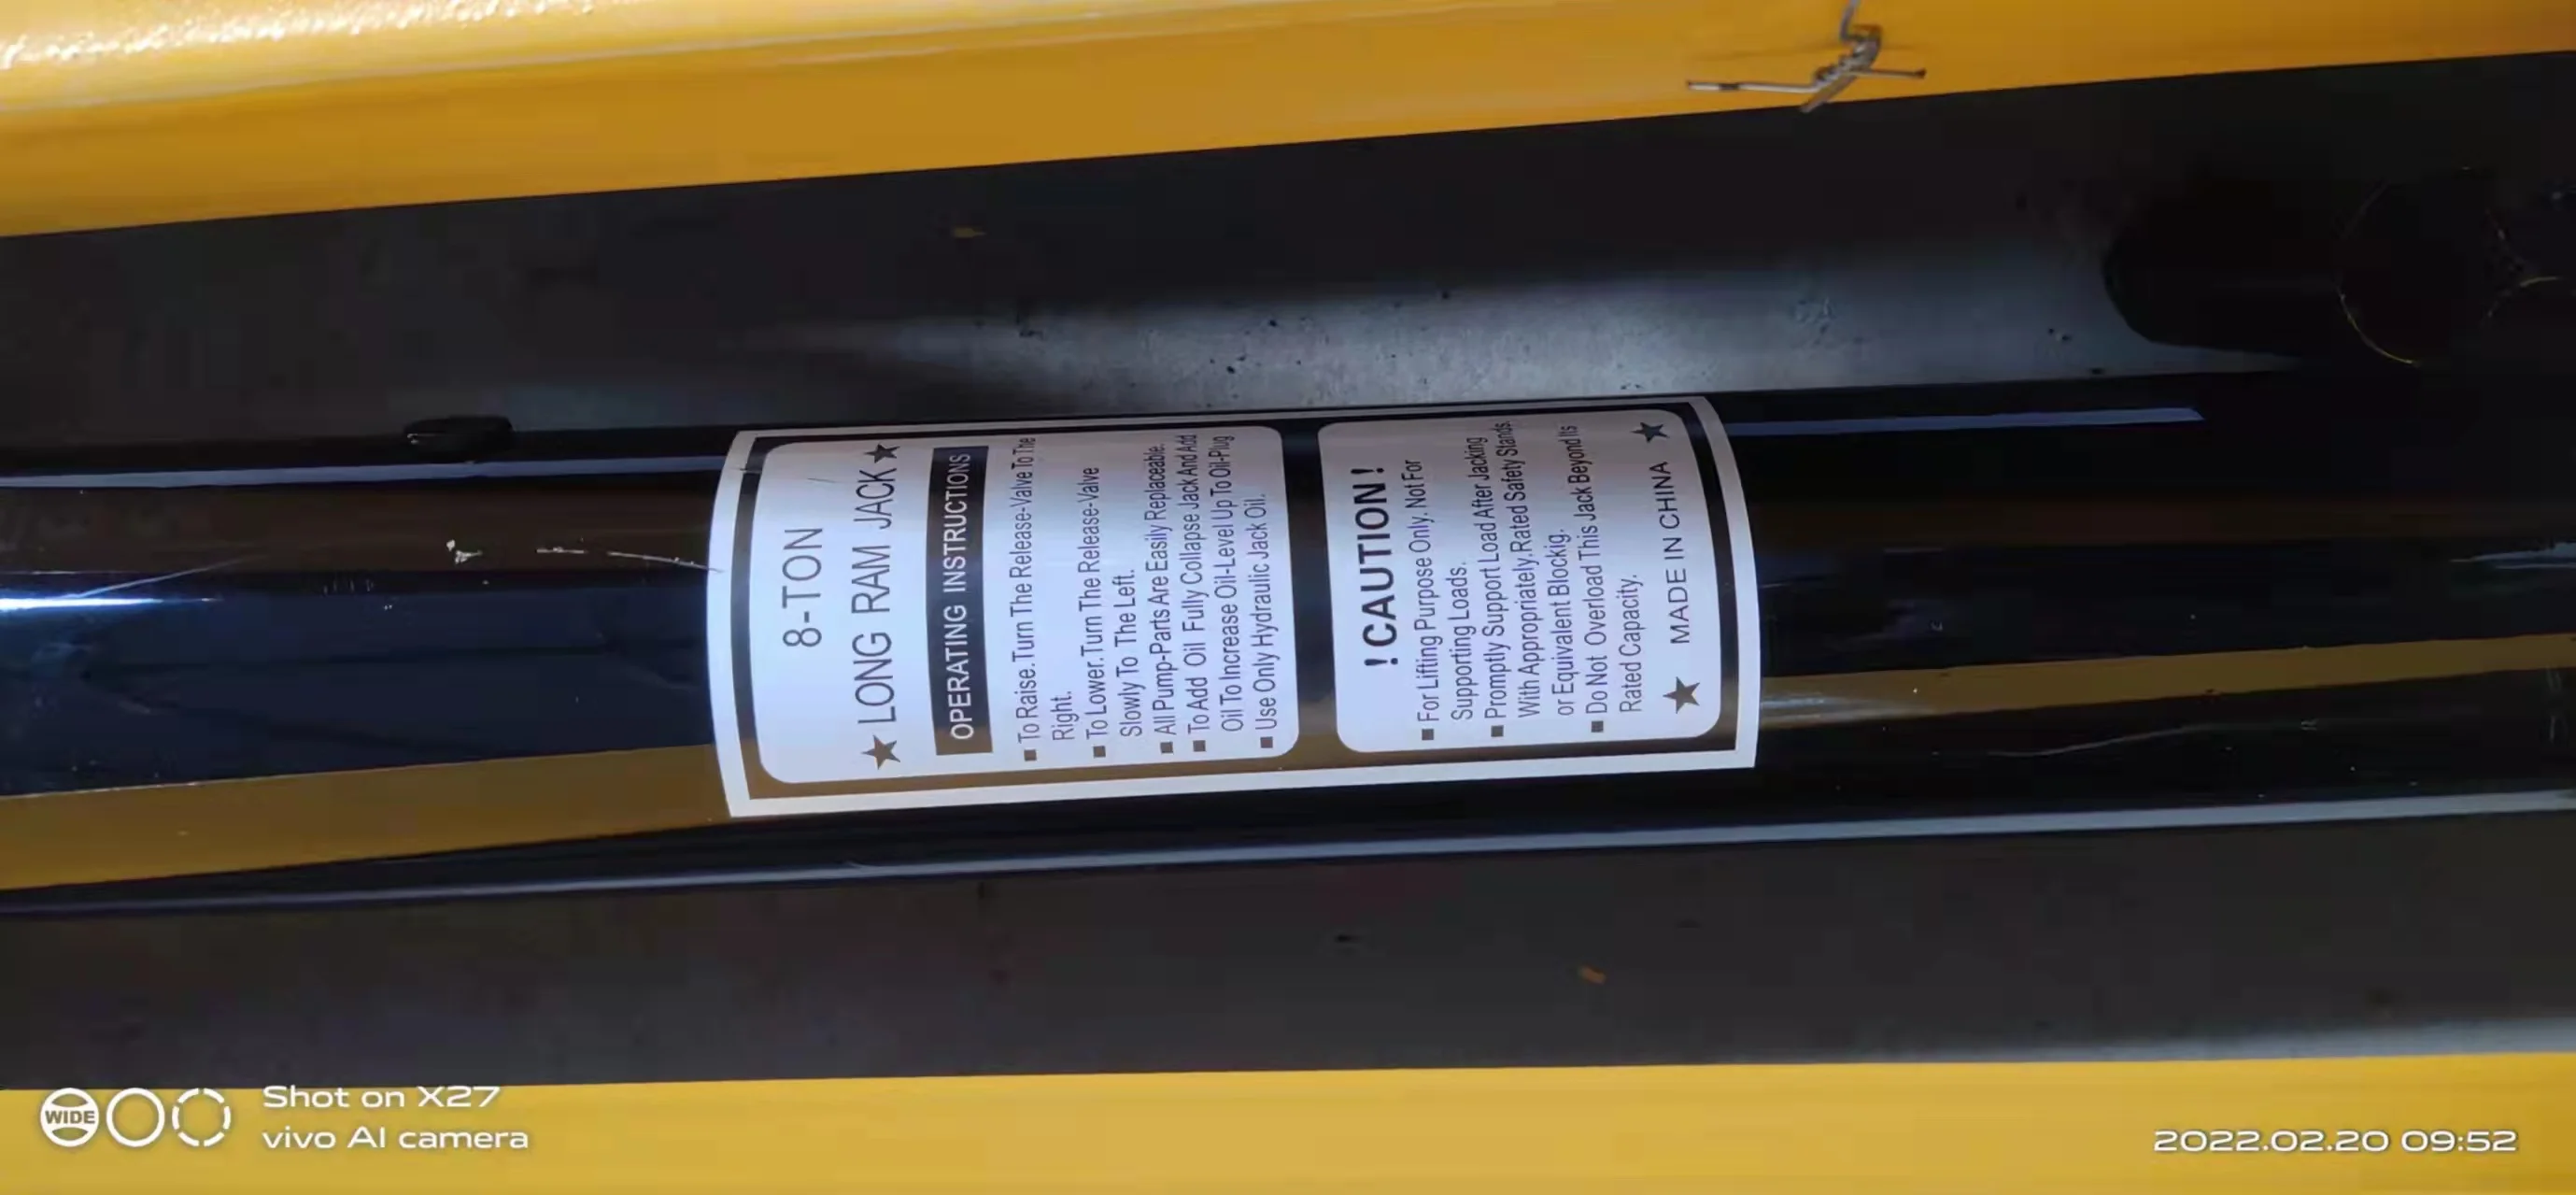 8-TON
★ LONG RAM JACK ★
OPERATING INSTRUCTIONS
■ To Raise.Turn The Release-Valve To The
Right.
■ To Lower.Turn The Release-Valve
Slowly To The Left.
■ All Pump-Parts Are Easily Replaceable.
■ To Add Oil Fully Collapse Jack And Add
Oil To Increase Oil-Level Up To Oil-Plug
■ Use Only Hydraulic Jack Oil.
! CAUTION !
■ For Lifting Purpose Only. Not For
Supporting Loads.
■ Promptly Support Load After Jacking
With Appropriately.Rated Safety Stands
or Equivalent Blockig.
■ Do Not Overload This Jack Beyond Its
Rated Capacity.
★ MADE IN CHINA ★
WIDE
Shot on X27
vivo AI camera
2022.02.20 09:52